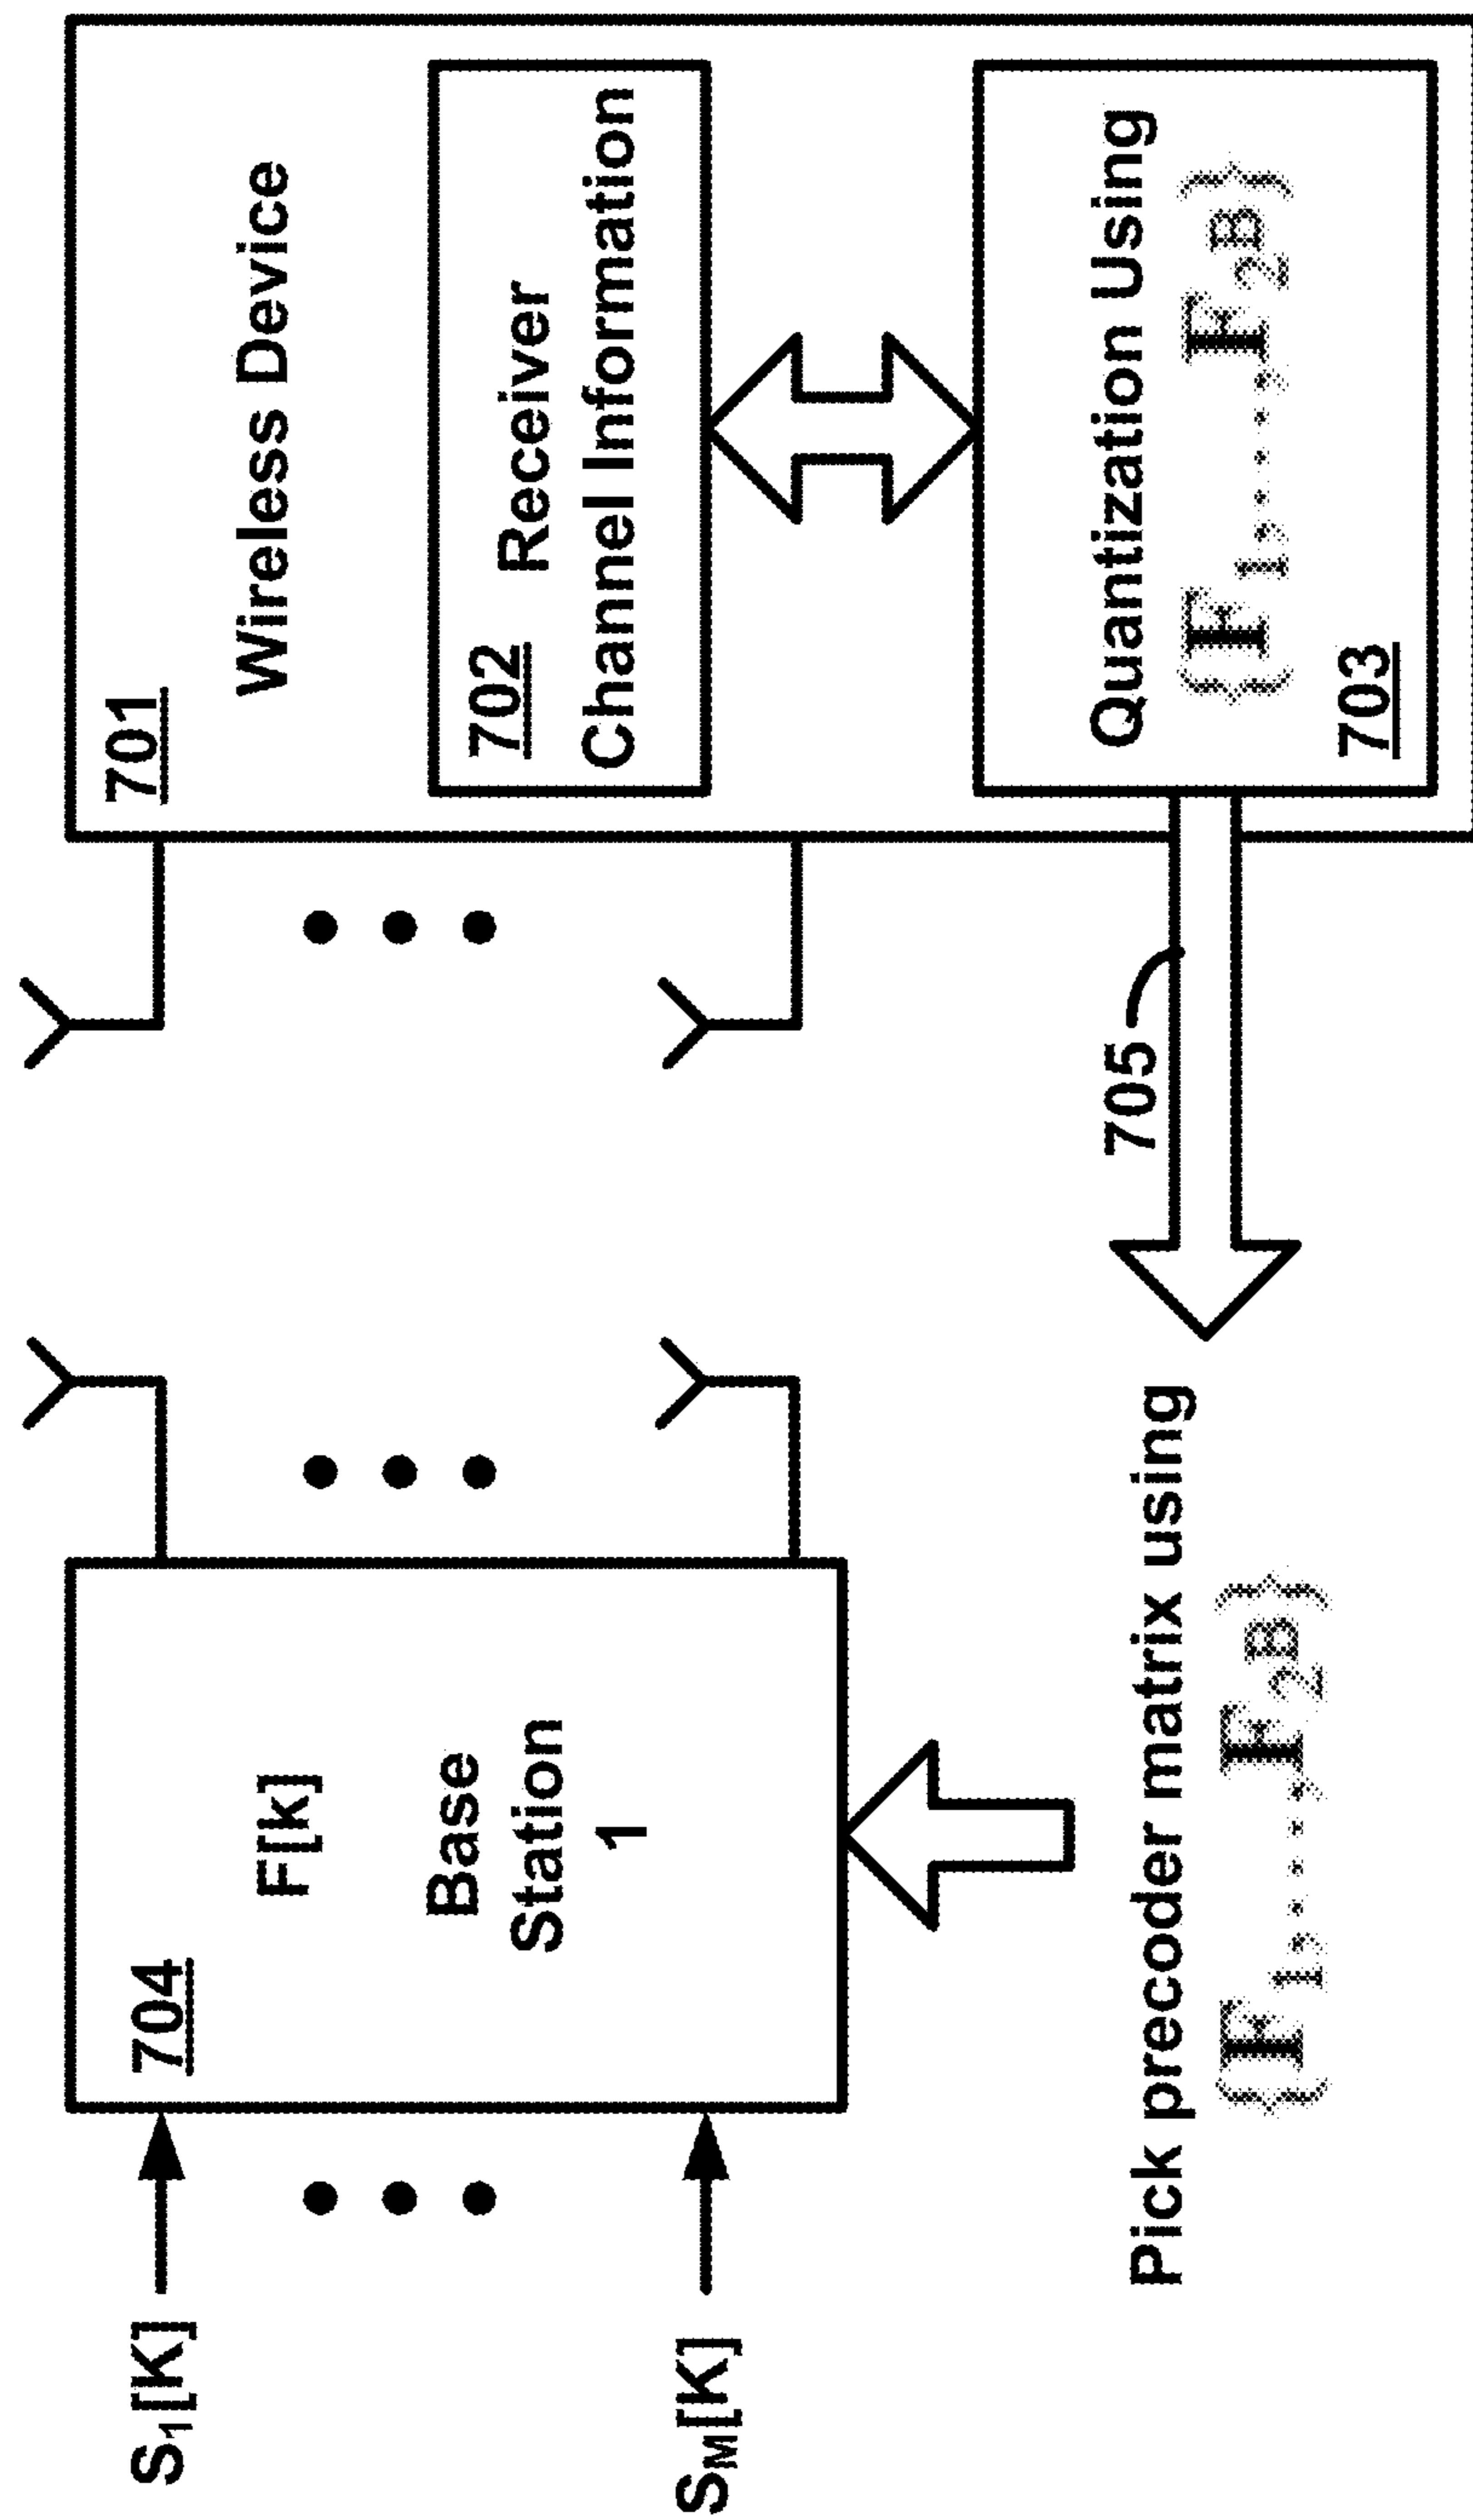 S1[K]
SM[K]
704
F[K]
Base
Station
1
Pick precoder matrix using
{F1,...,F2B}
705
701
Wireless Device
702
Receiver
Channel Information
Quantization Using
{F1,...,F2B}
703